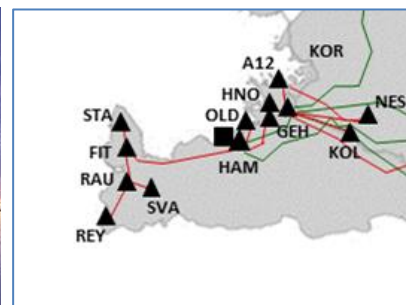 KOR
A12
HNO
NES
STA
OLD
GEH
FIT
KOL
HAM
RAU
SVA
REY